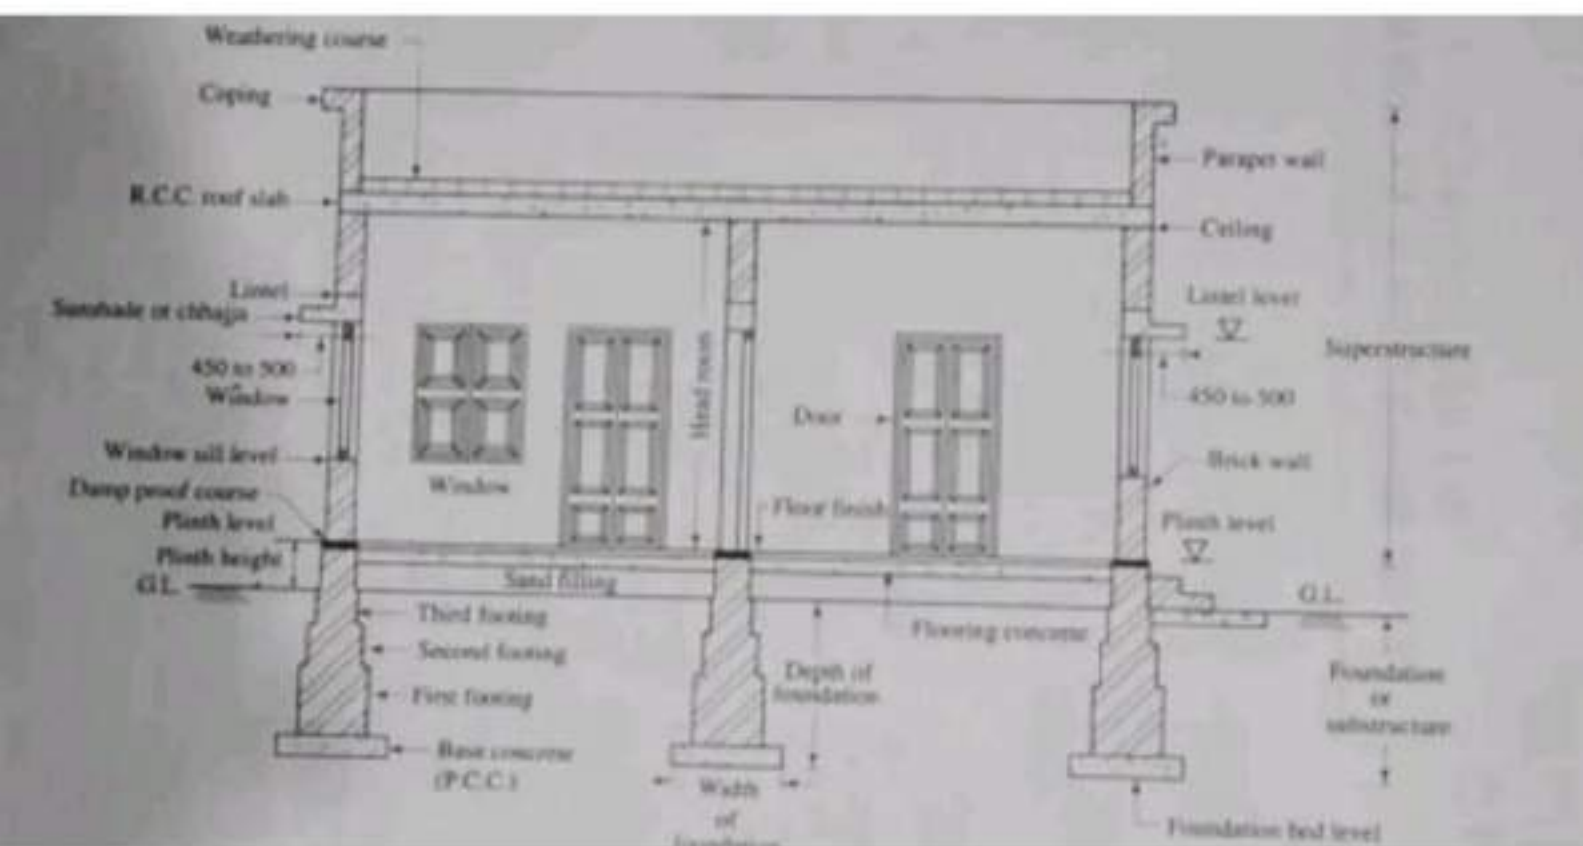 Weathering course
Coping
Parapet wall
R.C.C. roof slab
Ceiling
Lintel
Lintel level
Sunshade or chhajja
Superstructure
450 to 500
Window
450 to 500
Head room
Door
Window sill level
Brick wall
Window
Damp proof course
Floor finish
Plinth level
Plinth level
Plinth height
Sand filling
G.L.
G.L.
Third footing
Flooring concrete
Second footing
Depth of
foundation
Foundation
or
substructure
First footing
Base concrete
(P.C.C.)
Width
of
foundation
Foundation bed level